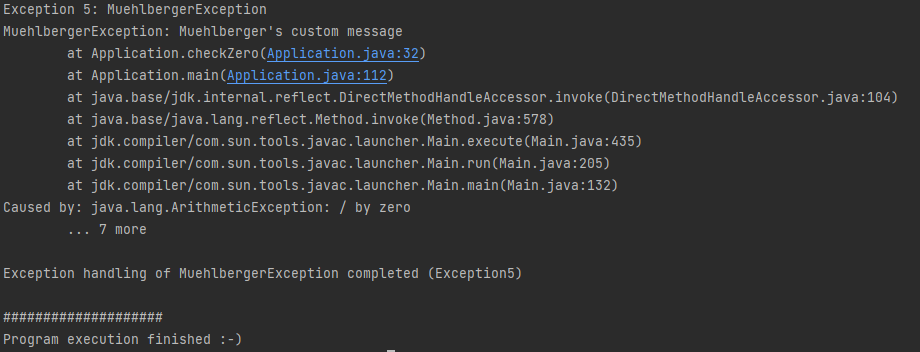 Exception 5: MuehlbergerException
MuehlbergerException: Muehlberger's custom message
at Application.checkZero(Application.java:32)
at Application.main(Application.java:112)
at java.base/jdk.internal.reflect.DirectMethodHandleAccessor.invoke(DirectMethodHandleAccessor.java:104)
at java.base/java.lang.reflect.Method.invoke(Method.java:578)
at jdk.compiler/com.sun.tools.javac.launcher.Main.execute(Main.java:435)
at jdk.compiler/com.sun.tools.javac.launcher.Main.run(Main.java:205)
at jdk.compiler/com.sun.tools.javac.launcher.Main.main(Main.java:132)
Caused by: java.lang.ArithmeticException: / by zero
... 7 more
Exception handling of MuehlbergerException completed (Exception5)
####################
Program execution finished :-)